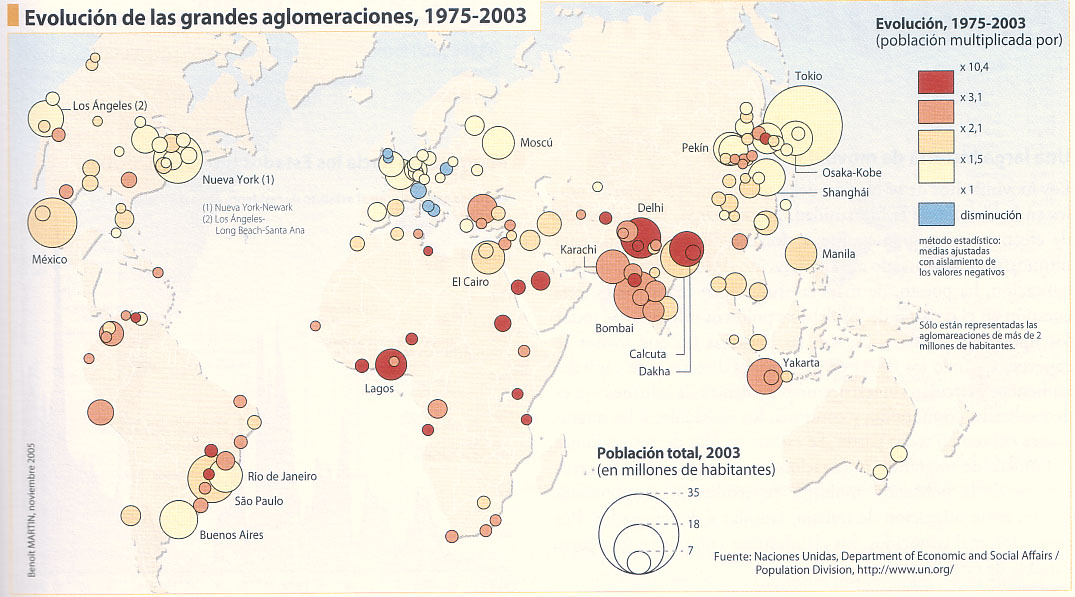 Evolución de las grandes aglomeraciones, 1975-2003
Evolución, 1975-2003
(población multiplicada por)
x 10,4
x 3,1
x 2,1
x 1,5
x 1
disminución
método estadístico:
medias ajustadas
con aislamiento de
los valores negativos
Sólo están representadas las
aglomeareaciones de más de 2
millones de habitantes.
Los Ángeles (2)
Nueva York (1)
(1) Nueva York-Newark
(2) Los Ángeles-
Long Beach-Santa Ana
México
Moscú
Tokio
Pekín
Osaka-Kobe
Shanghái
Delhi
Karachi
Manila
El Cairo
Bombai
Calcuta
Dakha
Yakarta
Lagos
Rio de Janeiro
São Paulo
Buenos Aires
Población total, 2003
(en millones de habitantes)
35
18
7
Fuente: Naciones Unidas, Department of Economic and Social Affairs /
Population Division, http://www.un.org/
Benoit MARTIN, noviembre 2005